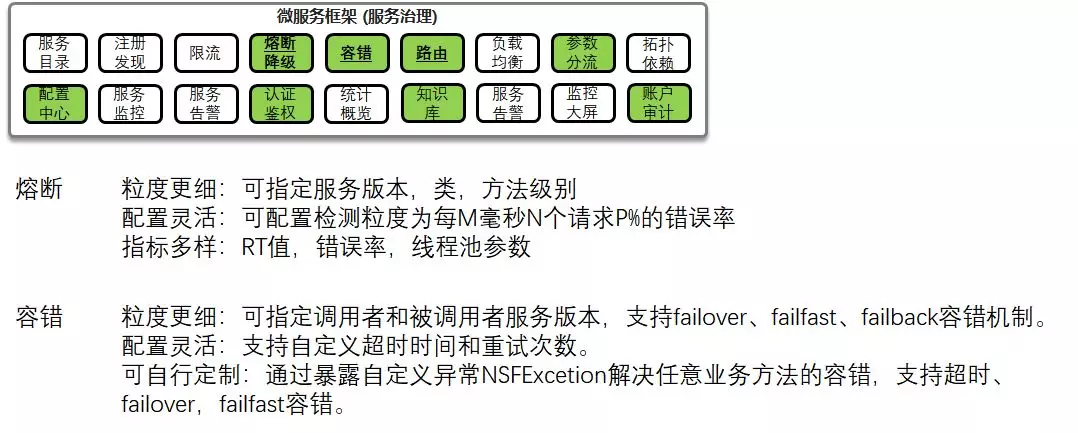 微服务框架 (服务治理)
服务 注册 限流 熔断 容错 路由 负载 参数 拓扑
目录 发现 降级 均衡 分流 依赖
配置 服务 服务 认证 统计 知识 服务 监控 账户
中心 监控 告警 鉴权 概览 库 告警 大屏 审计
熔断 粒度更细：可指定服务版本，类，方法级别
配置灵活：可配置检测粒度为每M毫秒N个请求P%的错误率
指标多样：RT值，错误率，线程池参数
容错 粒度更细：可指定调用者和被调用者服务版本，支持failover、failfast、failback容错机制。
配置灵活：支持自定义超时时间和重试次数。
可自行定制：通过暴露自定义异常NSFExcetion解决任意业务方法的容错，支持超时、
failover，failfast容错。